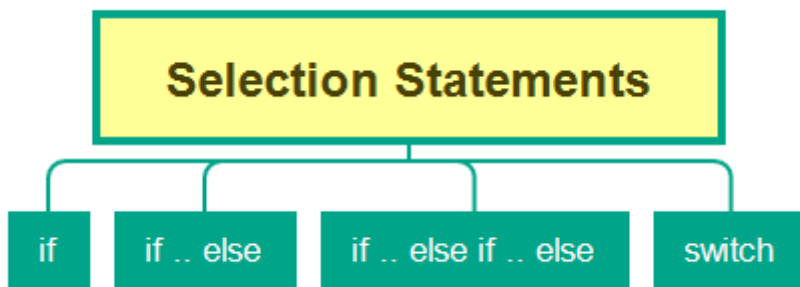 Selection Statements
if
if .. else
if .. else if .. else
switch